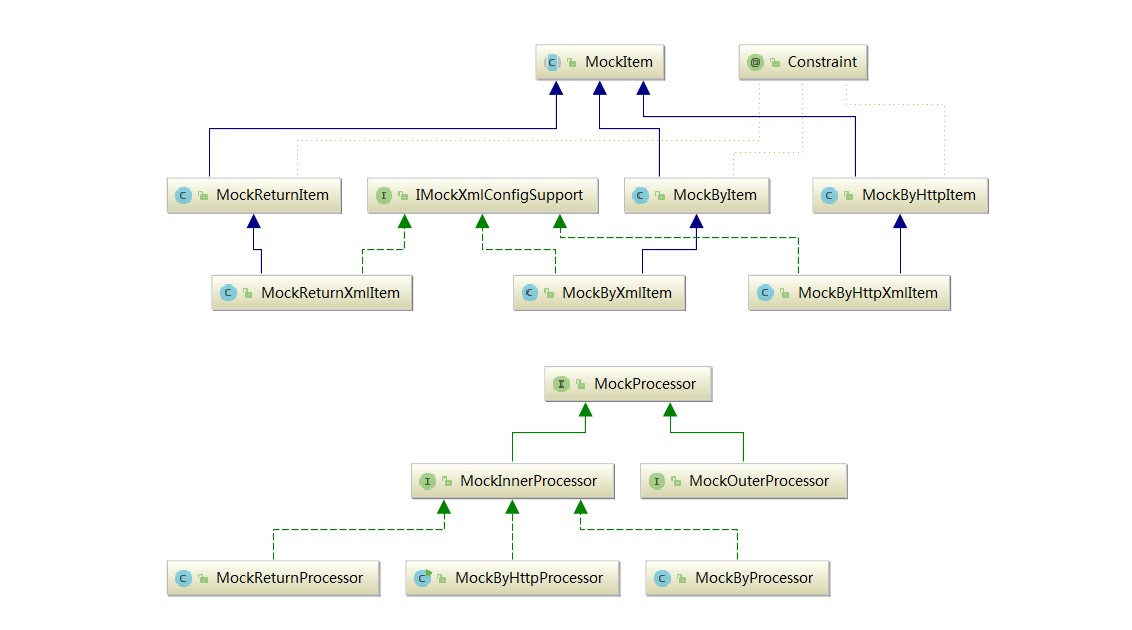 MockItem
Constraint
MockReturnItem
IMockXmlConfigSupport
MockByItem
MockByHttpItem
MockReturnXmlItem
MockByXmlItem
MockByHttpXmlItem
MockProcessor
MockInnerProcessor
MockOuterProcessor
MockReturnProcessor
MockByHttpProcessor
MockByProcessor